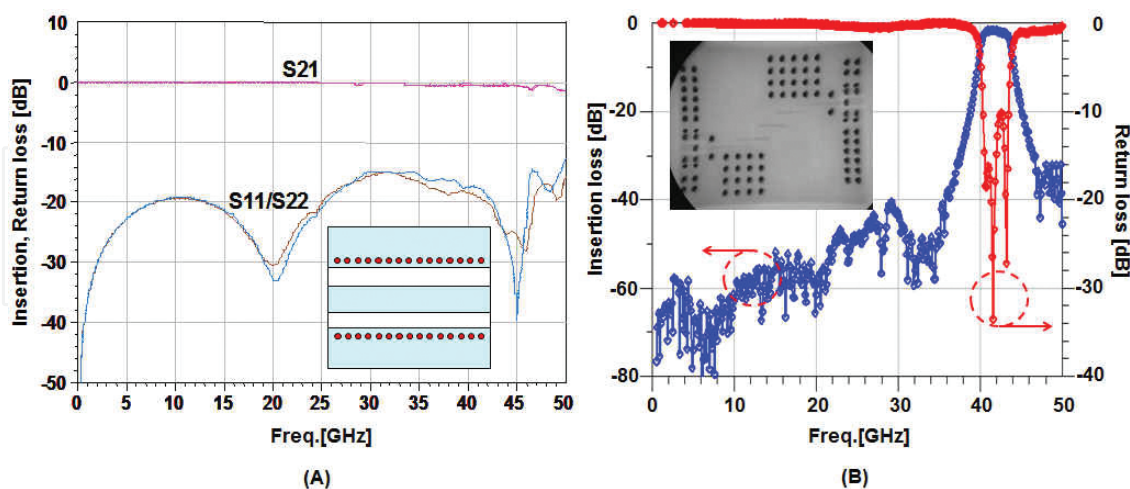 10
0
-10
-20
-30
-40
-50
0 5 10 15 20 25 30 35 40 45 50
Insertion, Return loss [dB]
S21
S11/S22
Freq.[GHz]
(A)
0
-20
-40
-60
-80
Insertion loss [dB]
0
-10
-20
-30
-40
Return loss [dB]
0 10 20 30 40 50
Freq.[GHz]
(B)